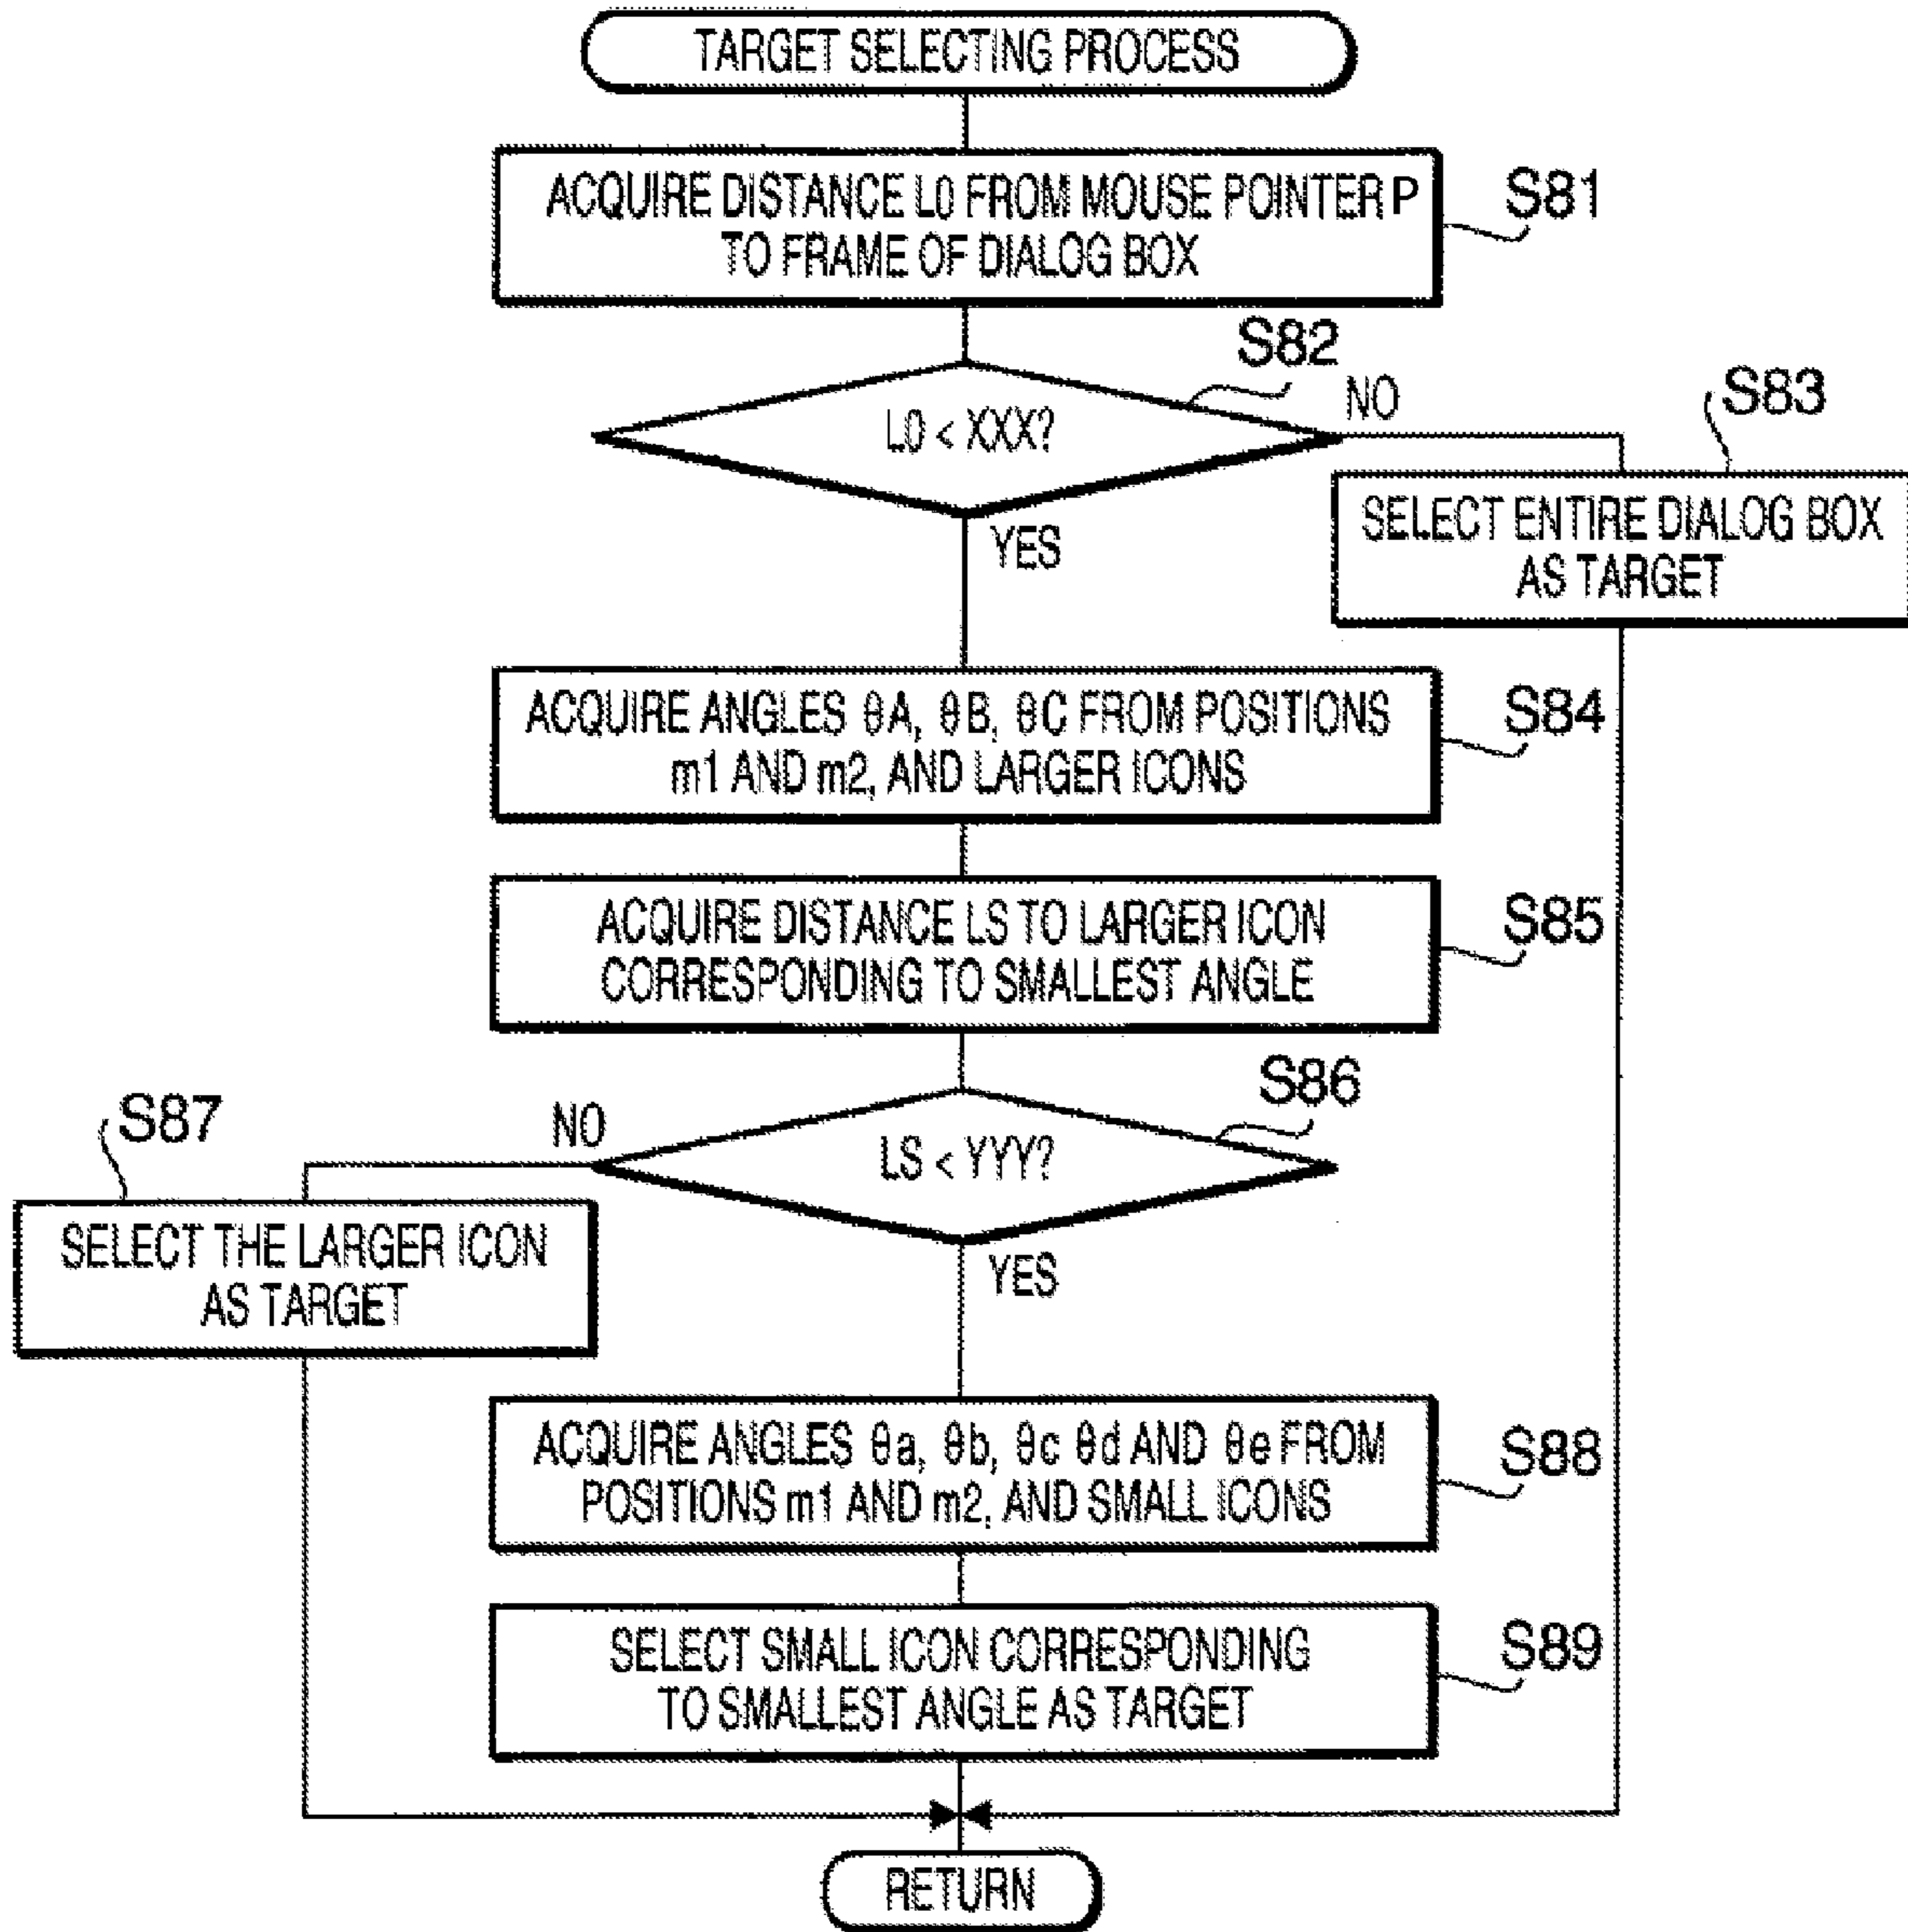 TARGET SELECTING PROCESS
ACQUIRE DISTANCE L0 FROM MOUSE POINTER P
TO FRAME OF DIALOG BOX
S81
S82
L0 < XXX?
NO
YES
S83
SELECT ENTIRE DIALOG BOX
AS TARGET
ACQUIRE ANGLES θA, θB, θC FROM POSITIONS
m1 AND m2, AND LARGER ICONS
S84
ACQUIRE DISTANCE LS TO LARGER ICON
CORRESPONDING TO SMALLEST ANGLE
S85
S86
LS < YYY?
NO
YES
S87
SELECT THE LARGER ICON
AS TARGET
ACQUIRE ANGLES θa, θb, θc θd AND θe FROM
POSITIONS m1 AND m2, AND SMALL ICONS
S88
SELECT SMALL ICON CORRESPONDING
TO SMALLEST ANGLE AS TARGET
S89
RETURN